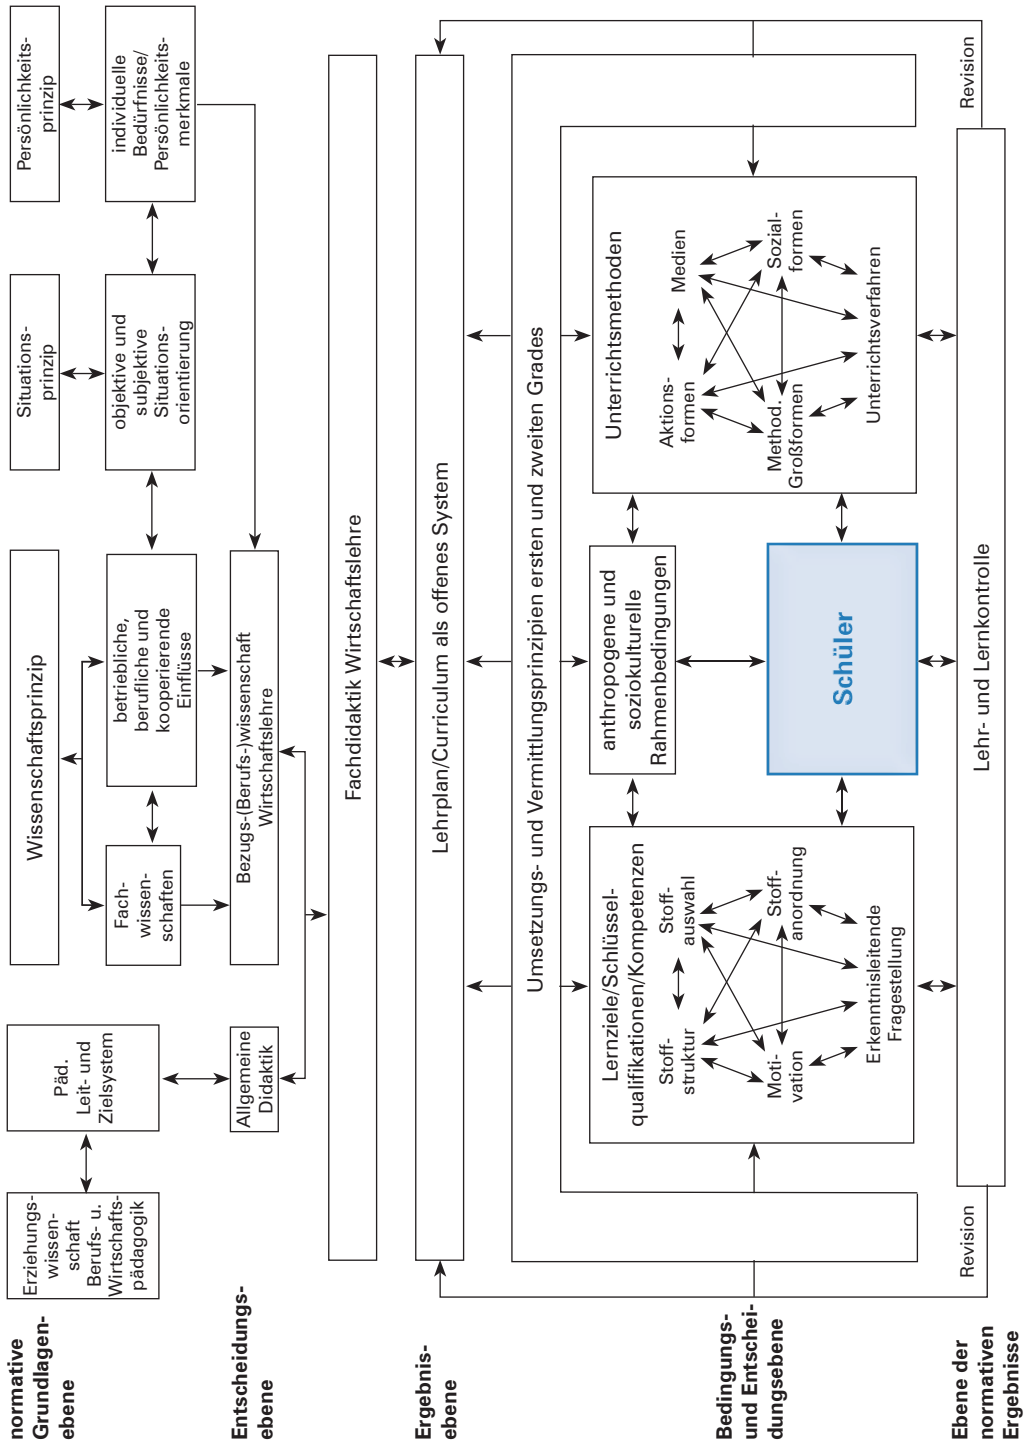 normative
Grundlagen-
ebene
Erziehungs-
wissen-
schaft
Berufs- u.
Wirtschafts-
pädagogik
Päd.
Leit- und
Zielsystem
Wissenschaftsprinzip
Situations-
prinzip
Persönlichkeits-
prinzip
Fach-
wissen-
schaften
betriebliche,
berufliche und
kooperierende
Einflüsse
objektive und
subjektive
Situations-
orientierung
individuelle
Bedürfnisse/
Persönlichkeits-
merkmale
Entscheidungs-
ebene
Allgemeine
Didaktik
Bezugs-(Berufs-)wissenschaft
Wirtschaftslehre
Fachdidaktik Wirtschaftslehre
Ergebnis-
ebene
Lehrplan/Curriculum als offenes System
Bedingungs-
und Entschei-
dungsebene
Umsetzungs- und Vermittlungsprinzipien ersten und zweiten Grades
Lernziele/Schlüssel-
qualifikationen/Kompetenzen
Stoff-
struktur
Stoff-
auswahl
Moti-
vation
Stoff-
anordnung
Erkenntnisleitende
Fragestellung
anthropogene und
soziokulturelle
Rahmenbedingungen
Schüler
Unterrichtsmethoden
Aktions-
formen
Medien
Method.
Großformen
Sozial-
formen
Unterrichtsverfahren
Ebene der
normativen
Ergebnisse
Revision
Lehr- und Lernkontrolle
Revision